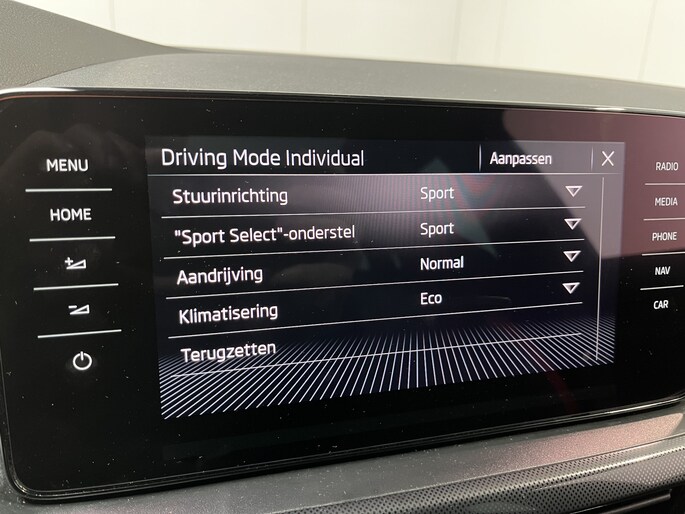 MENU
HOME
Driving Mode Individual
Aanpassen
Stuurinrichting Sport
"Sport Select"-onderstel Sport
Aandrijving Normal
Klimatisering Eco
Terugzetten
RADIO
MEDIA
PHONE
NAV
CAR